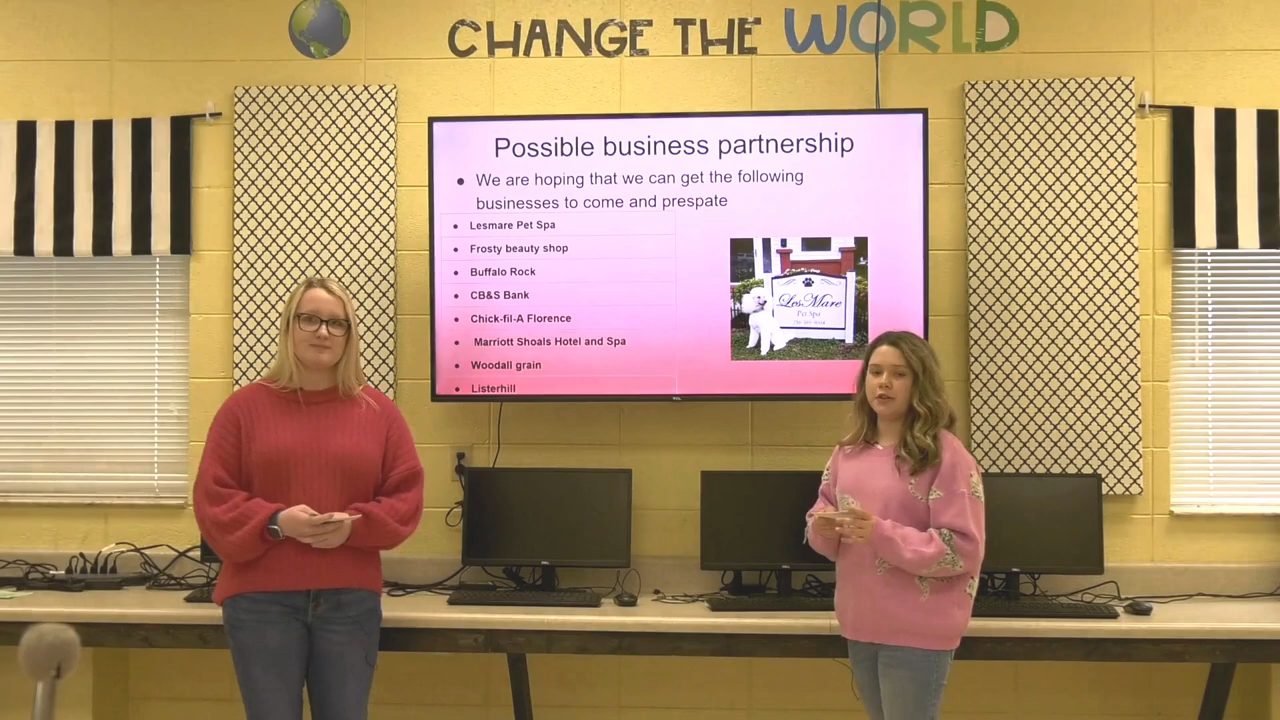 CHANGE THE WORLD
Possible business partnership
• We are hoping that we can get the following
businesses to come and prespate
• Lesmare Pet Spa
• Frosty beauty shop
• Buffalo Rock
• CB&S Bank
• Chick-fil-A Florence
• Marriott Shoals Hotel and Spa
• Woodall grain
• Listerhill
LesMare
Pet Spa
TCL